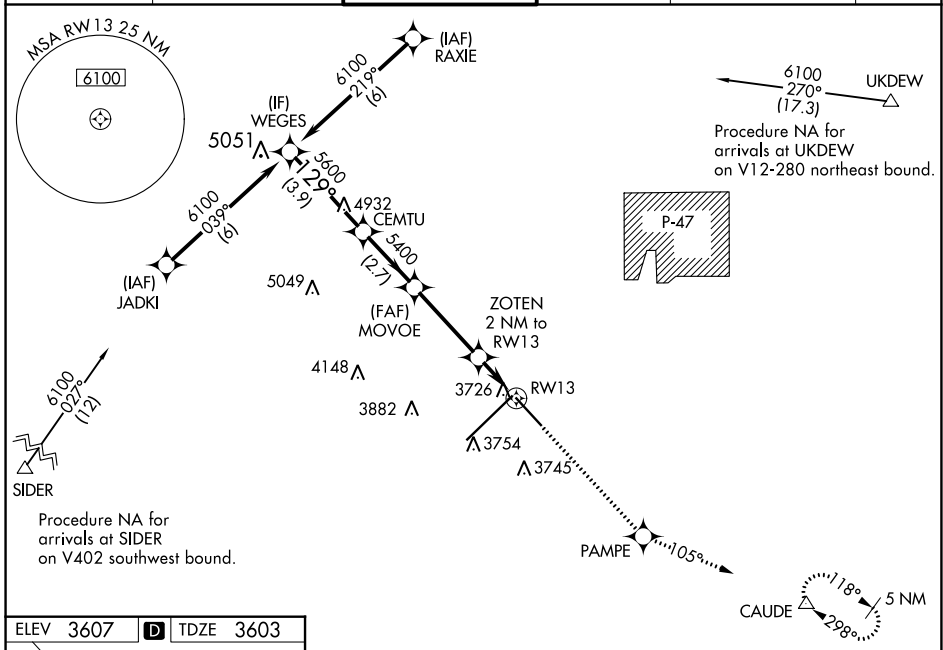 MSA RW 13 25 NM
6100
(IAF)
RAXIE
6100
219°
(6)
(IF)
WEGES
5051
5600
129°
(3.9)
4932
CEMTU
6100
039°
(6)
(IAF)
JADKI
5400
(2.7)
5049
(FAF)
MOVOE
6100
270°
(17.3)
UKDEW
Procedure NA for
arrivals at UKDEW
on V12-280 northeast bound.
P-47
ZOTEN
2 NM to
RW13
4148
3726
RW13
3882
3754
3745
6100
027°
(12)
SIDER
Procedure NA for
arrivals at SIDER
on V402 southwest bound.
PAMPE
105°
CAUDE
118°
5 NM
298°
ELEV 3607 D TDZE 3603